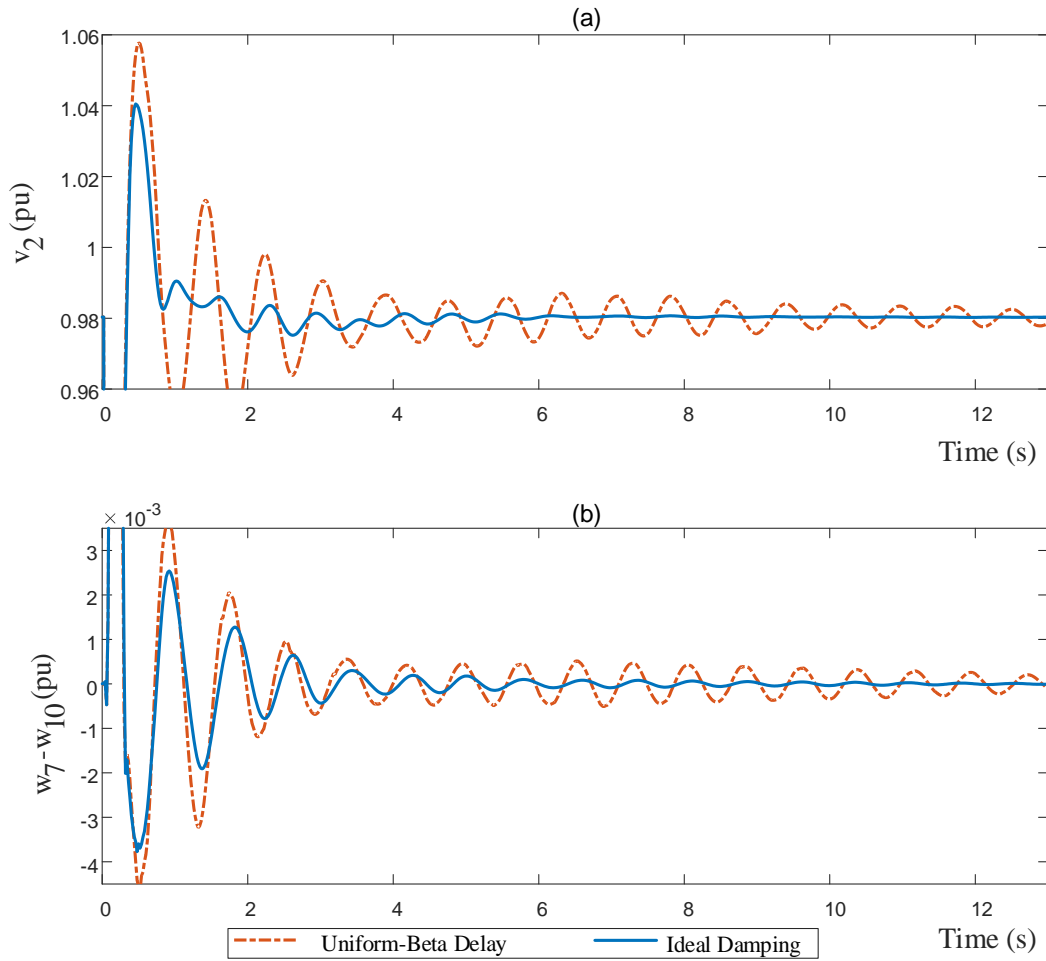 (a)
1.06
1.04
1.02
1
0.98
0.96
v2 (pu)
0 2 4 6 8 10 12
Time (s)
× 10-3
(b)
3
2
1
0
-1
-2
-3
-4
w7-w10 (pu)
0 2 4 6 8 10 12
Time (s)
Uniform-Beta Delay Ideal Damping